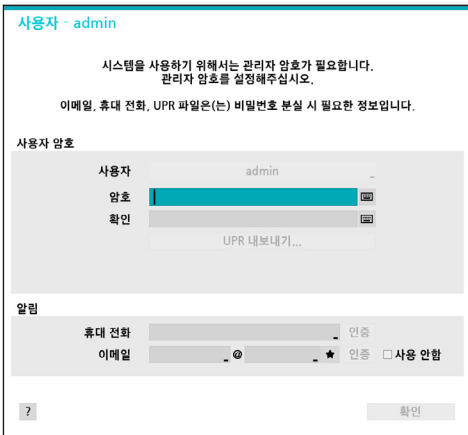 사용자 - admin
시스템을 사용하기 위해서는 관리자 암호가 필요합니다.
관리자 암호를 설정해주십시오.
이메일, 휴대 전화, UPR 파일은(는) 비밀번호 분실 시 필요한 정보입니다.
사용자 암호
사용자 admin
암호
확인
UPR 내보내기...
알림
휴대 전화 인증
이메일 @ ★ 인증 사용 안함
? 확인